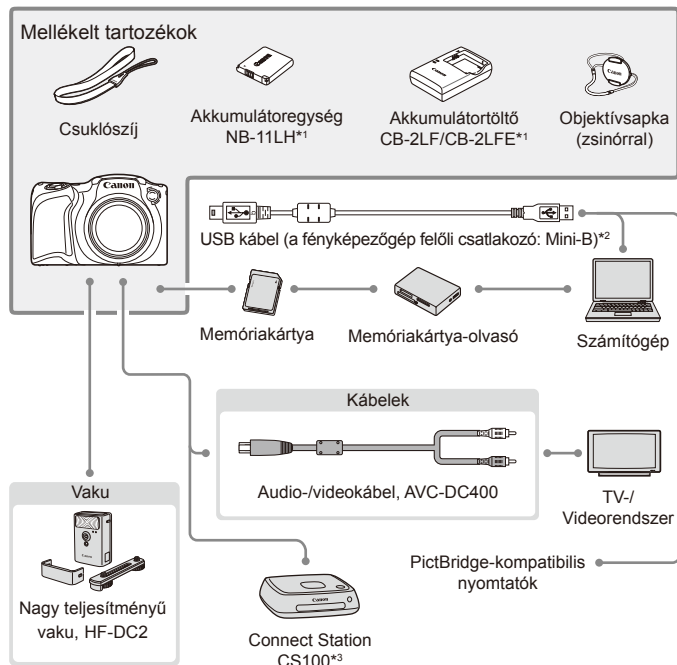 Mellékelt tartozékok
Csuklószíj
Akkumulátoregység
NB-11LH*1
Akkumulátortöltő
CB-2LF/CB-2LFE*1
Objektívsapka
(zsinórral)
Canon
USB kábel (a fényképezőgép felőli csatlakozó: Mini-B)*2
Memóriakártya
Memóriakártya-olvasó
Számítógép
Kábelek
Audio-/videokábel, AVC-DC400
TV-/
Videorendszer
Vaku
Nagy teljesítményű
vaku, HF-DC2
Canon
Connect Station
CS100*3
PictBridge-kompatibilis
nyomtatók